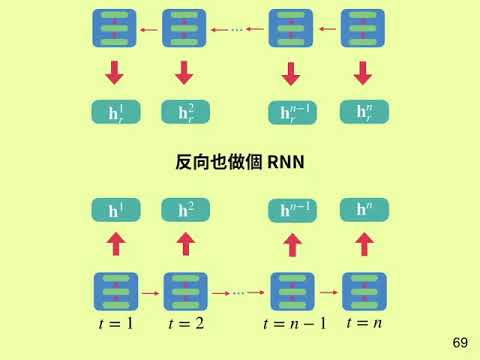 h_r^1 h_r^2 h_r^{n-1} h_r^n
反向也做個 RNN
h^1 h^2 h^{n-1} h^n
t = 1 t = 2 t = n − 1 t = n
69